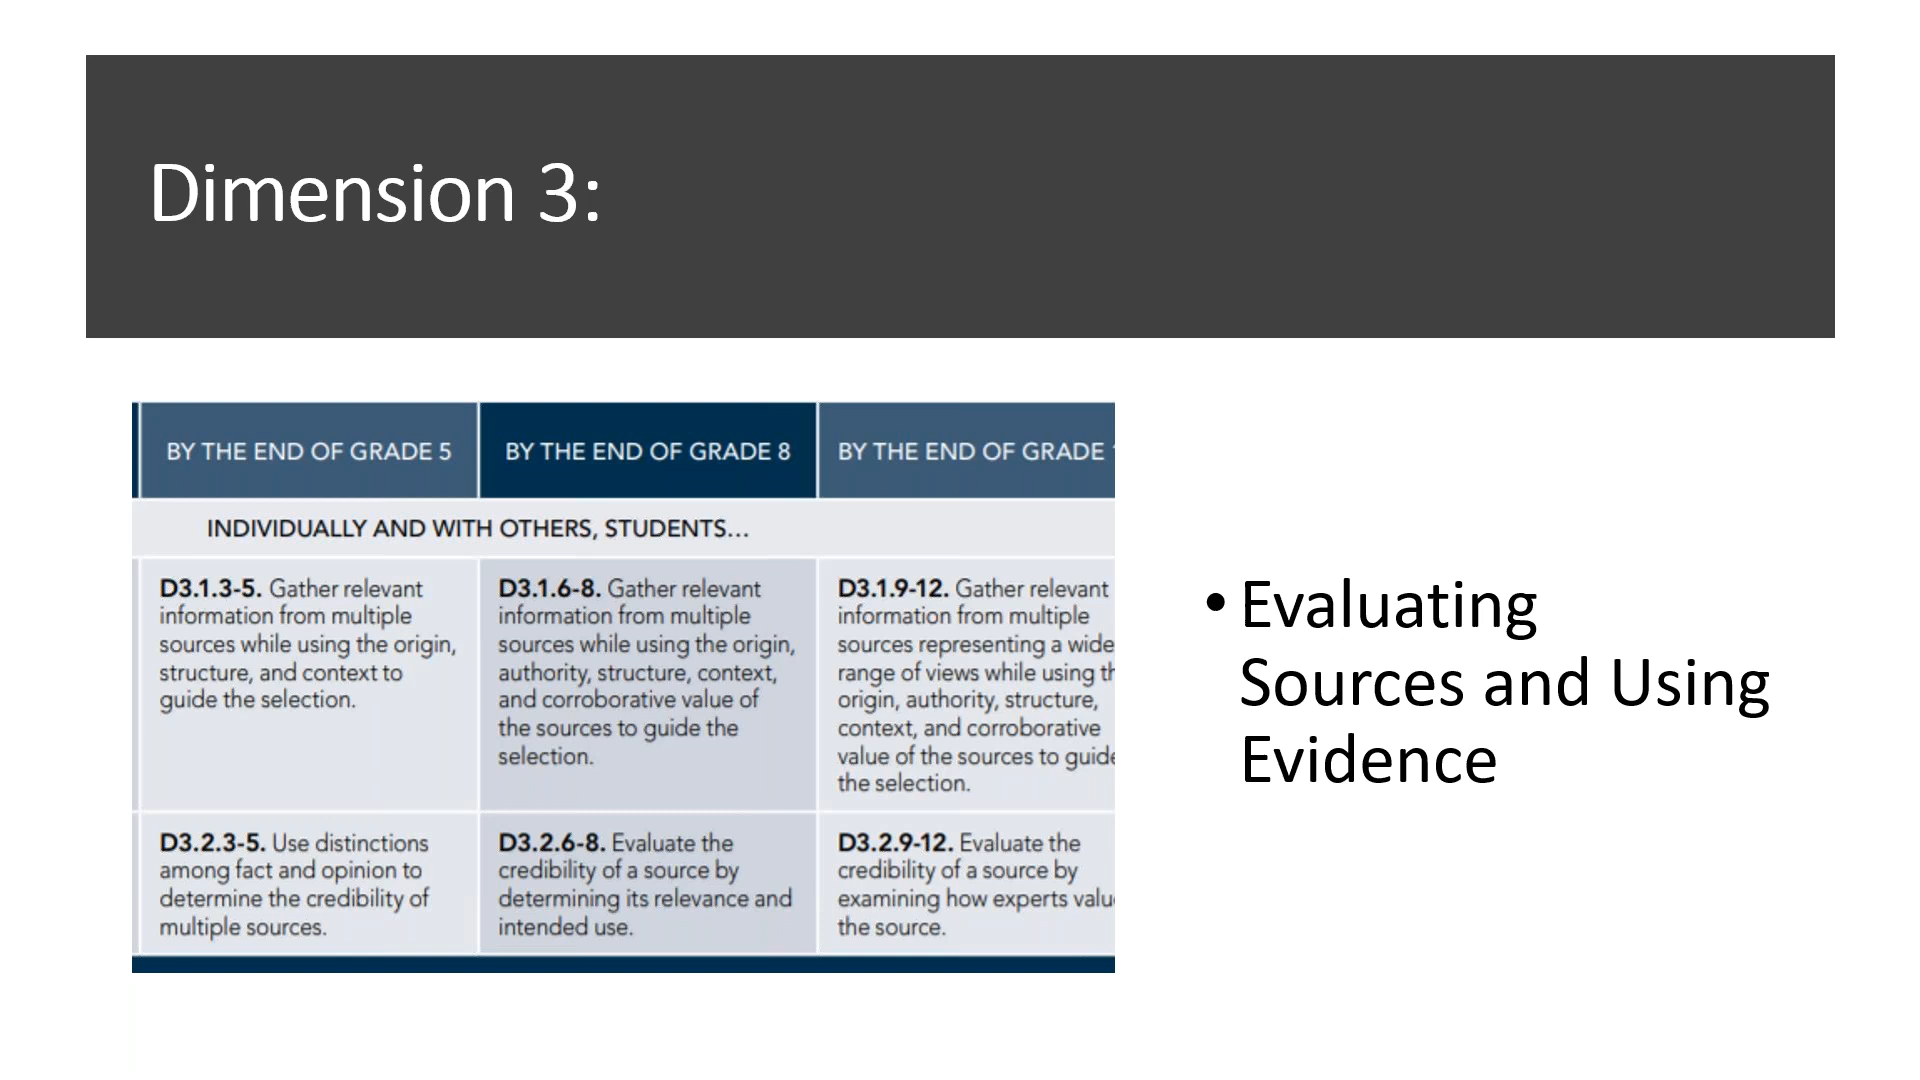 Dimension 3:
BY THE END OF GRADE 5
BY THE END OF GRADE 8
BY THE END OF GRADE
INDIVIDUALLY AND WITH OTHERS, STUDENTS...
D3.1.3-5. Gather relevant
information from multiple
sources while using the origin,
structure, and context to
guide the selection.
D3.1.6-8. Gather relevant
information from multiple
sources while using the origin,
authority, structure, context,
and corroborative value of
the sources to guide the
selection.
D3.1.9-12. Gather relevant
information from multiple
sources representing a wide
range of views while using
origin, authority, structure,
context, and corroborative
value of the sources to guide
the selection.
D3.2.3-5. Use distinctions
among fact and opinion to
determine the credibility of
multiple sources.
D3.2.6-8. Evaluate the
credibility of a source by
determining its relevance and
intended use.
D3.2.9-12. Evaluate the
credibility of a source by
examining how experts
the source.
• Evaluating
Sources and Using
Evidence